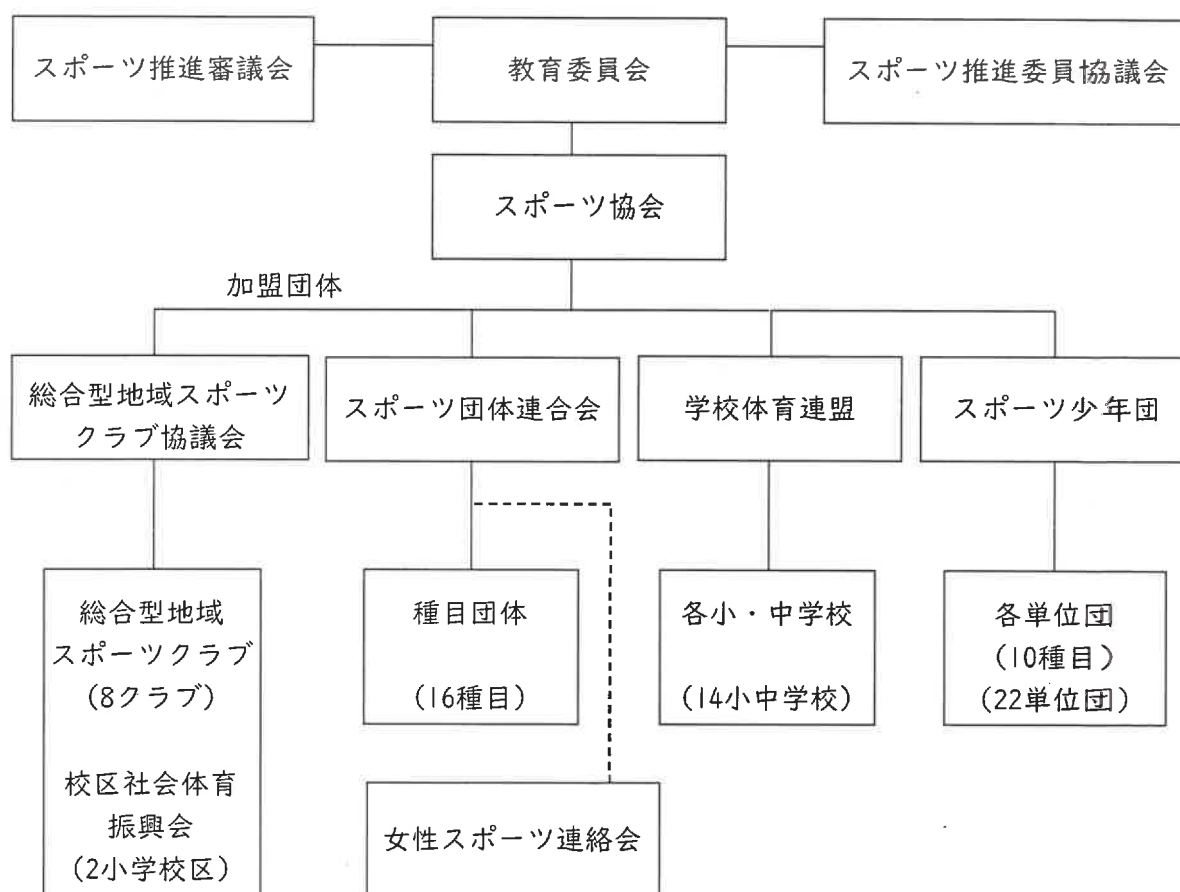 スポーツ推進審議会
教育委員会
スポーツ推進委員協議会
スポーツ協会
加盟団体
総合型地域スポーツ
クラブ協議会
スポーツ団体連合会
学校体育連盟
スポーツ少年団
総合型地域
スポーツクラブ
(8クラブ)
校区社会体育
振興会
(2小学校区)
種目団体
(16種目)
各小・中学校
(14小中学校)
各単位団
(10種目)
(22単位団)
女性スポーツ連絡会